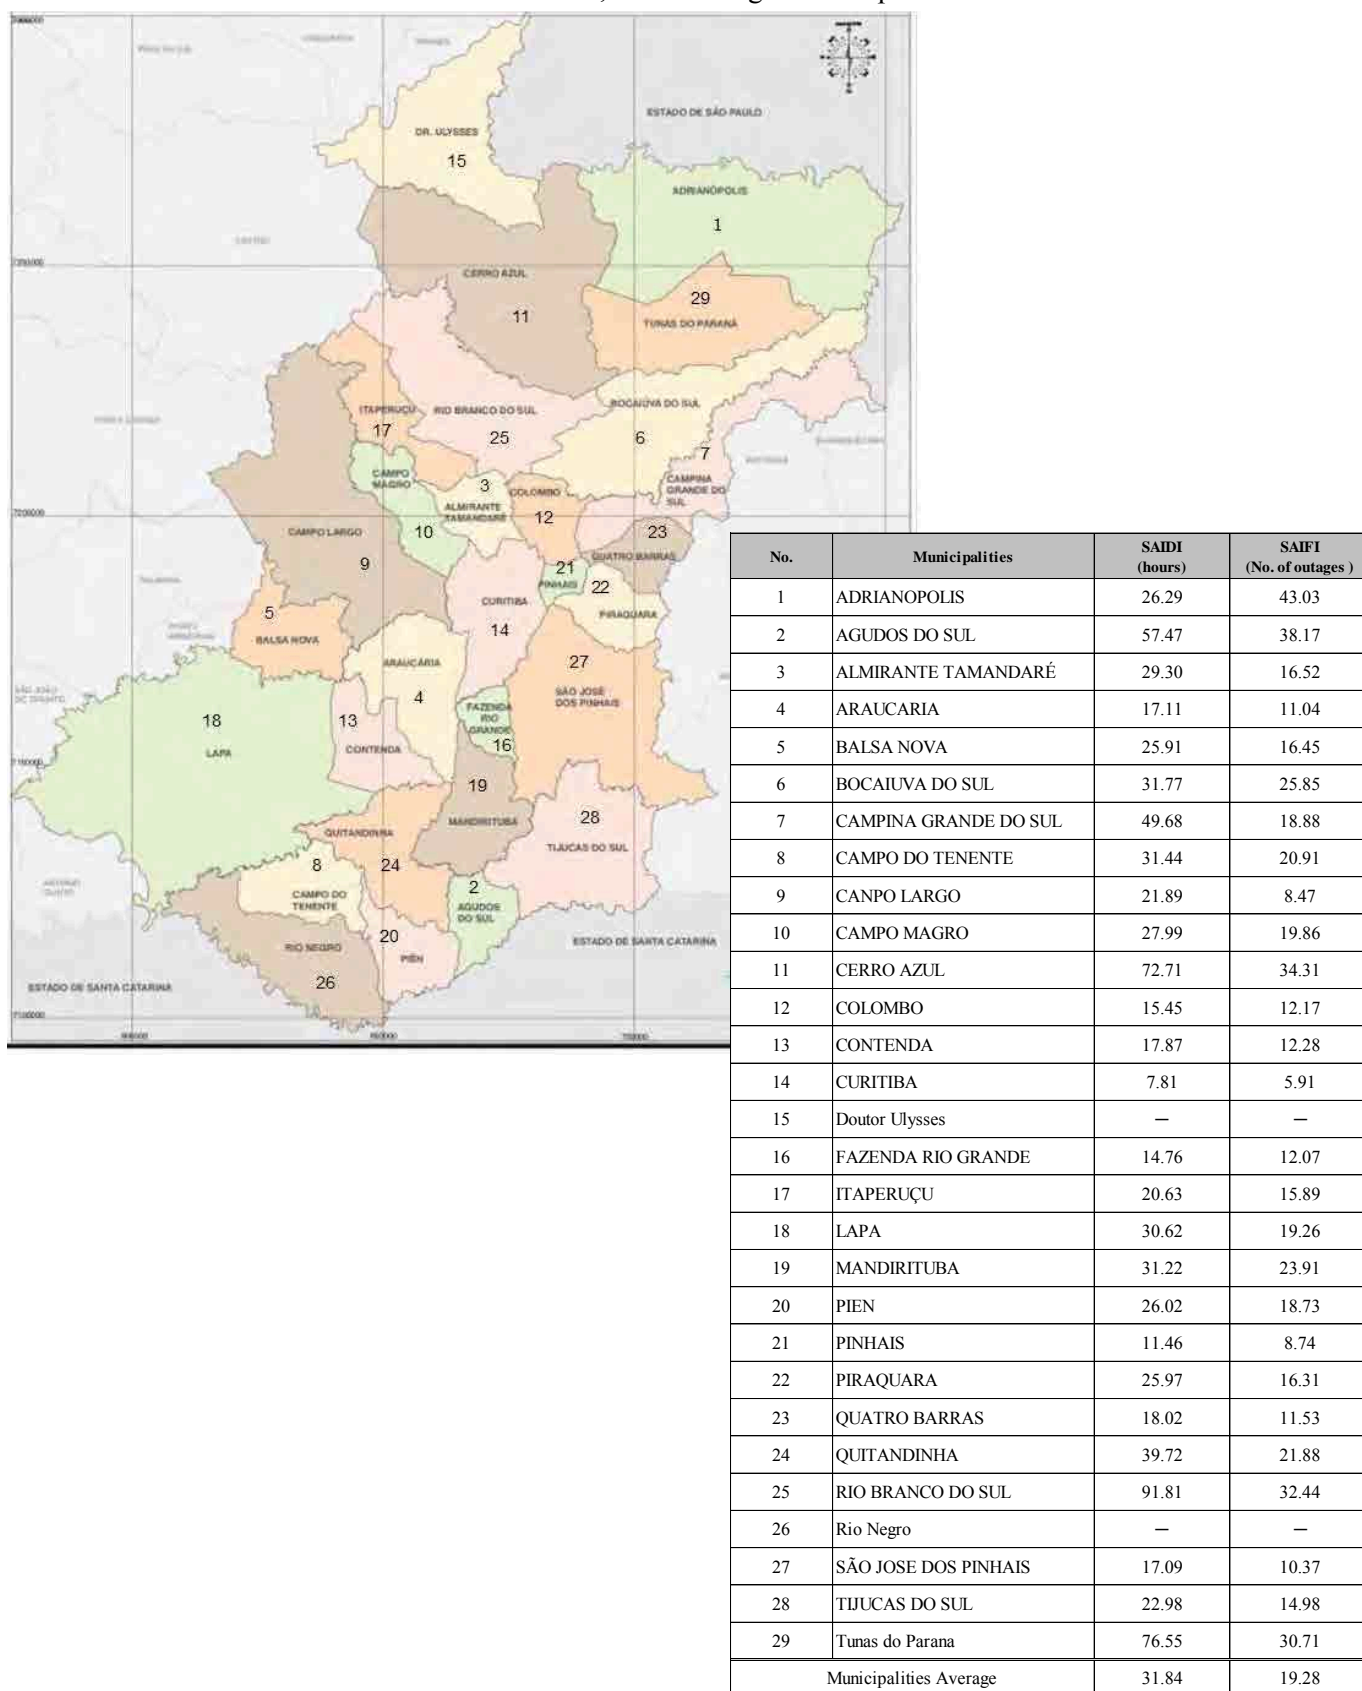 ESTADO DE SÃO PAULO
DR. ULYSSES
15
ADRIANÓPOLIS
1
CERRO AZUL
11
29
TUNAS DO PARANÁ
ITAPERUÇU
17
RIO BRANCO DO SUL
25
BOCAIUVA DO SUL
6
7
CAMPINA
GRANDE DO
SUL
CAMPO
MAGRO
10
3
ALMIRANTE
TAMANDARÉ
COLOMBO
12
23
QUATRO BARRAS
CAMPO LARGO
9
21
PINHAIS
22
PIRAQUARA
CURITIBA
14
5
BALSA NOVA
ARAUCÁRIA
4
27
SÃO JOSÉ
DOS PINHAIS
18
LAPA
13
CONTENDA
FAZENDA
RIO
GRANDE
16
19
MANDIRITUBA
28
TIJUCAS DO SUL
QUITANDINHA
24
8
CAMPO DO
TENENTE
2
AGUDOS
DO SUL
20
PIÊN
RIO NEGRO
26
ESTADO DE SANTA CATARINA
ESTADO DE SANTA CATARINA
No. Municipalities SAIDI (hours) SAIFI (No. of outages )
1 ADRIANOPOLIS 26.29 43.03
2 AGUDOS DO SUL 57.47 38.17
3 ALMIRANTE TAMANDARÉ 29.30 16.52
4 ARAUCARIA 17.11 11.04
5 BALSA NOVA 25.91 16.45
6 BOCAIUVA DO SUL 31.77 25.85
7 CAMPINA GRANDE DO SUL 49.68 18.88
8 CAMPO DO TENENTE 31.44 20.91
9 CANPO LARGO 21.89 8.47
10 CAMPO MAGRO 27.99 19.86
11 CERRO AZUL 72.71 34.31
12 COLOMBO 15.45 12.17
13 CONTENDA 17.87 12.28
14 CURITIBA 7.81 5.91
15 Doutor Ulysses — —
16 FAZENDA RIO GRANDE 14.76 12.07
17 ITAPERUÇU 20.63 15.89
18 LAPA 30.62 19.26
19 MANDIRITUBA 31.22 23.91
20 PIEN 26.02 18.73
21 PINHAIS 11.46 8.74
22 PIRAQUARA 25.97 16.31
23 QUATRO BARRAS 18.02 11.53
24 QUITANDINHA 39.72 21.88
25 RIO BRANCO DO SUL 91.81 32.44
26 Rio Negro — —
27 SÃO JOSE DOS PINHAIS 17.09 10.37
28 TIJUCAS DO SUL 22.98 14.98
29 Tunas do Parana 76.55 30.71
Municipalities Average 31.84 19.28